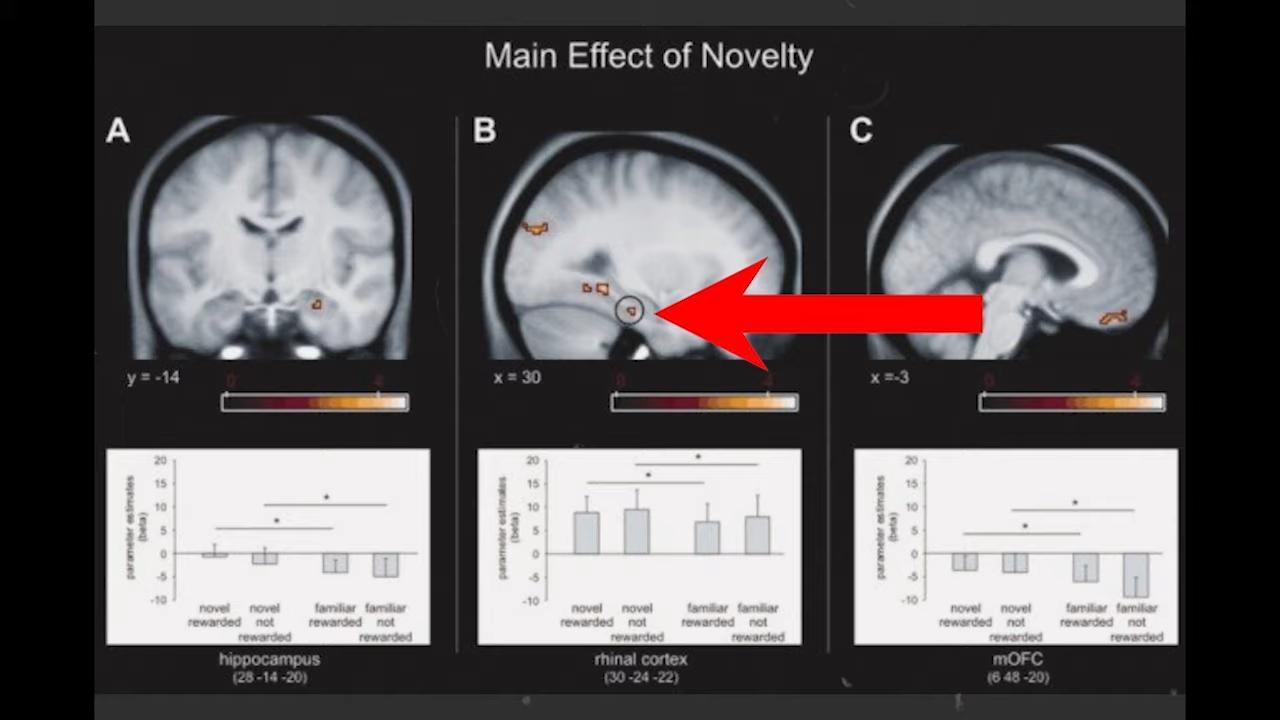 Main Effect of Novelty
A
B
C
y = -14
0 4
x = 30
0 4
x =-3
0 4
parameter estimates
(beta)
20
15
10
5
0
-5
-10
*
*
novel
rewarded
novel
not
rewarded
familiar
rewarded
familiar
not
rewarded
hippocampus
(28 -14 -20)
parameter estimates
(beta)
20
15
10
5
0
-5
-10
*
*
novel
rewarded
novel
not
rewarded
familiar
rewarded
familiar
not
rewarded
rhinal cortex
(30 -24 -22)
parameter estimates
(beta)
20
15
10
5
0
-5
-10
*
*
novel
rewarded
novel
not
rewarded
familiar
rewarded
familiar
not
rewarded
mOFC
(6 48 -20)